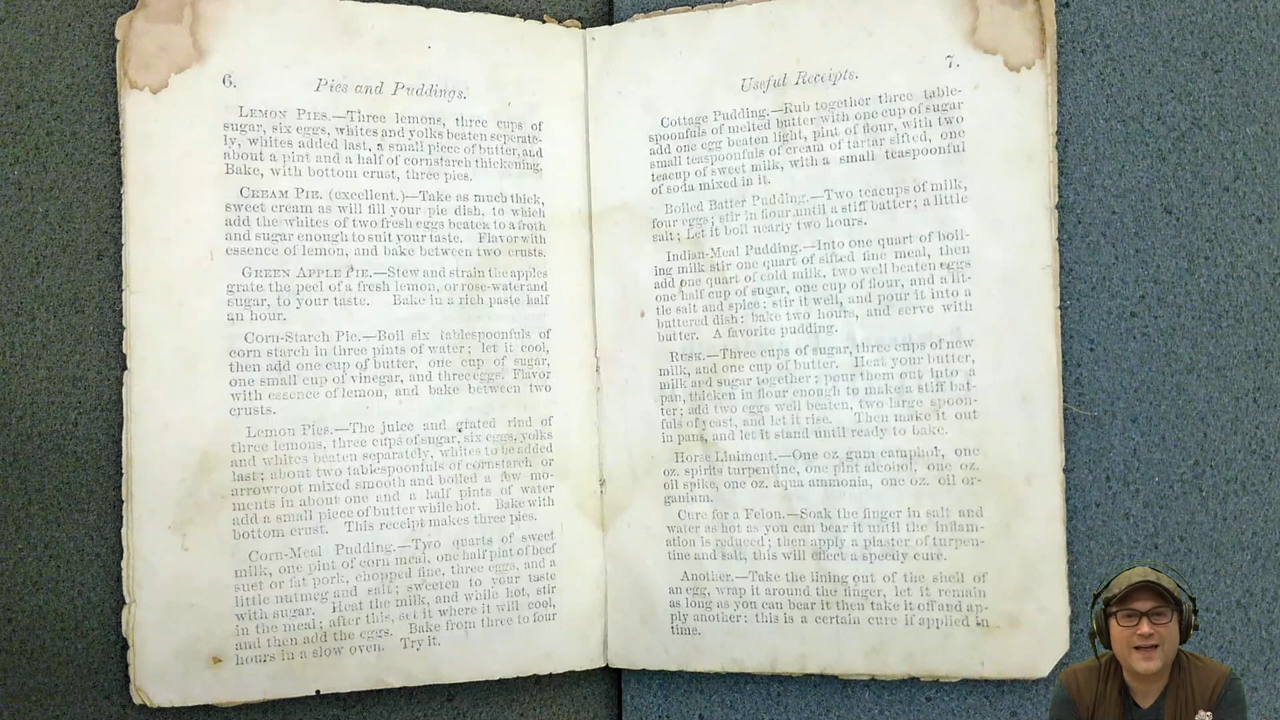 6.
Pies and Puddings.
LEMON PIES.—Three lemons, three cups of
sugar, six eggs, whites and yolks beaten seperate-
ly, whites added last, a small piece of butter, and
about a pint and a half of cornstarch thickening,
Bake, with bottom crust, three pies.
CREAM PIE. (excellent.)—Take as much thick,
sweet cream as will fill your pie dish, to which
add the whites of two fresh eggs beaten to a froth
and sugar enough to suit your taste. Flavor with
essence of lemon, and bake between two crusts.
GREEN APPLE PIE.—Stew and strain the apples
grate the peel of a fresh lemon, or rose-water and
sugar, to your taste. Bake in a rich paste half
an hour.
Corn-Starch Pie.—Boil six tablespoonfuls of
corn starch in three pints of water; let it cool,
then add one cup of butter, one cup of sugar,
one small cup of vinegar, and three eggs. Flavor
with essence of lemon, and bake between two
crusts.
Lemon Pies.—The juice and grated rind of
three lemons, three cups of sugar, six eggs, yolks
and whites beaten separately, whites to be added
last; about two tablespoonfuls of cornstarch or
arrowroot mixed smooth and boiled a few mo-
ments in about one and a half pints of water
add a small piece of butter while hot. Bake with
bottom crust. This receipt makes three pies.
Corn-Meal Pudding.—Two quarts of sweet
milk, one pint of corn meal, one half pint of beef
suet or fat pork, chopped fine, three eggs, and a
little nutmeg and salt; sweeten to your taste
with sugar. Heat the milk, and while hot, stir
in the meal; after this, set it where it will cool,
and then add the eggs. Bake from three to four
hours in a slow oven. Try it.
7.
Useful Receipts.
Cottage Pudding.—Rub together three table-
spoonfuls of melted butter with one cup of sugar
add one egg beaten light, pint of flour, with two
small teaspoonfuls of cream of tartar sifted, one
teacup of sweet milk, with a small teaspoonful
of soda mixed in it.
Boiled Batter Pudding.—Two teacups of milk,
four eggs; stir in flour until a stiff batter; a little
salt; Let it boil nearly two hours.
Indian-Meal Pudding.—Into one quart of boil-
ing milk stir one quart of sifted fine meal, then
add one quart of cold milk, two well beaten eggs
one half cup of sugar, one cup of flour, and a lit-
tle salt and spice; stir it well, and pour it into a
buttered dish; bake two hours, and serve with
butter. A favorite pudding.
RUSK.—Three cups of sugar, three cups of new
milk, and one cup of butter. Heat your butter,
milk and sugar together; pour them out into a
pan, thicken in flour enough to make a stiff bat-
ter; add two eggs well beaten, two large spoon-
fuls of yeast, and let it rise. Then make it out
in pans, and let it stand until ready to bake.
Horse Liniment.—One oz. gum camphor, one
oz. spirits turpentine, one pint alcohol, one oz.
oil spike, one oz. aqua ammonia, one oz. oil or-
ganium.
Cure for a Felon.—Soak the finger in salt and
water as hot as you can bear it until the inflam-
ation is reduced; then apply a plaster of turpen-
tine and salt, this will effect a speedy cure.
Another.—Take the lining out of the shell of
an egg, wrap it around the finger, let it remain
as long as you can bear it then take it off and ap-
ply another: this is a certain cure if applied in
time.